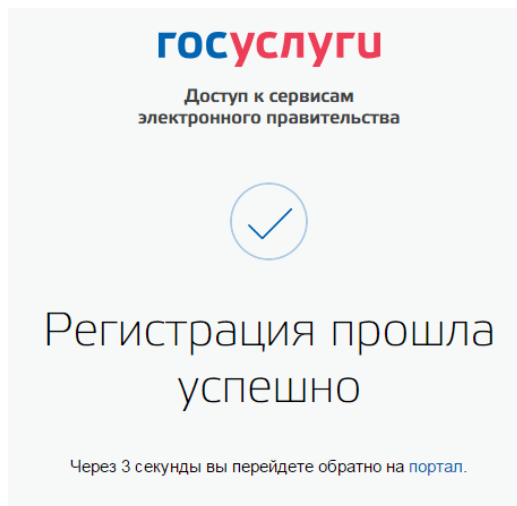 госуслуги
Доступ к сервисам
электронного правительства
Регистрация прошла
успешно
Через 3 секунды вы перейдете обратно на портал.